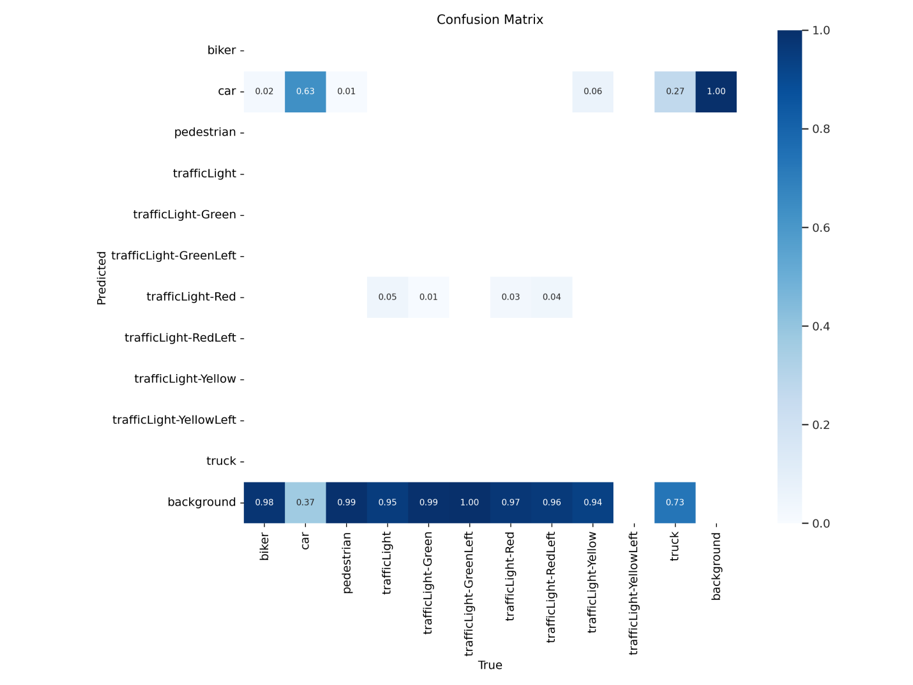 Confusion Matrix
biker
car
pedestrian
trafficLight
trafficLight-Green
trafficLight-GreenLeft
trafficLight-Red
trafficLight-RedLeft
trafficLight-Yellow
trafficLight-YellowLeft
truck
background
Predicted
0.02 0.63 0.01 0.06 0.27 1.00
0.05 0.01 0.03 0.04
0.98 0.37 0.99 0.95 0.99 1.00 0.97 0.96 0.94 0.73
biker
car
pedestrian
trafficLight
trafficLight-Green
trafficLight-GreenLeft
trafficLight-Red
trafficLight-RedLeft
trafficLight-Yellow
trafficLight-YellowLeft
truck
background
True
1.0
0.8
0.6
0.4
0.2
0.0